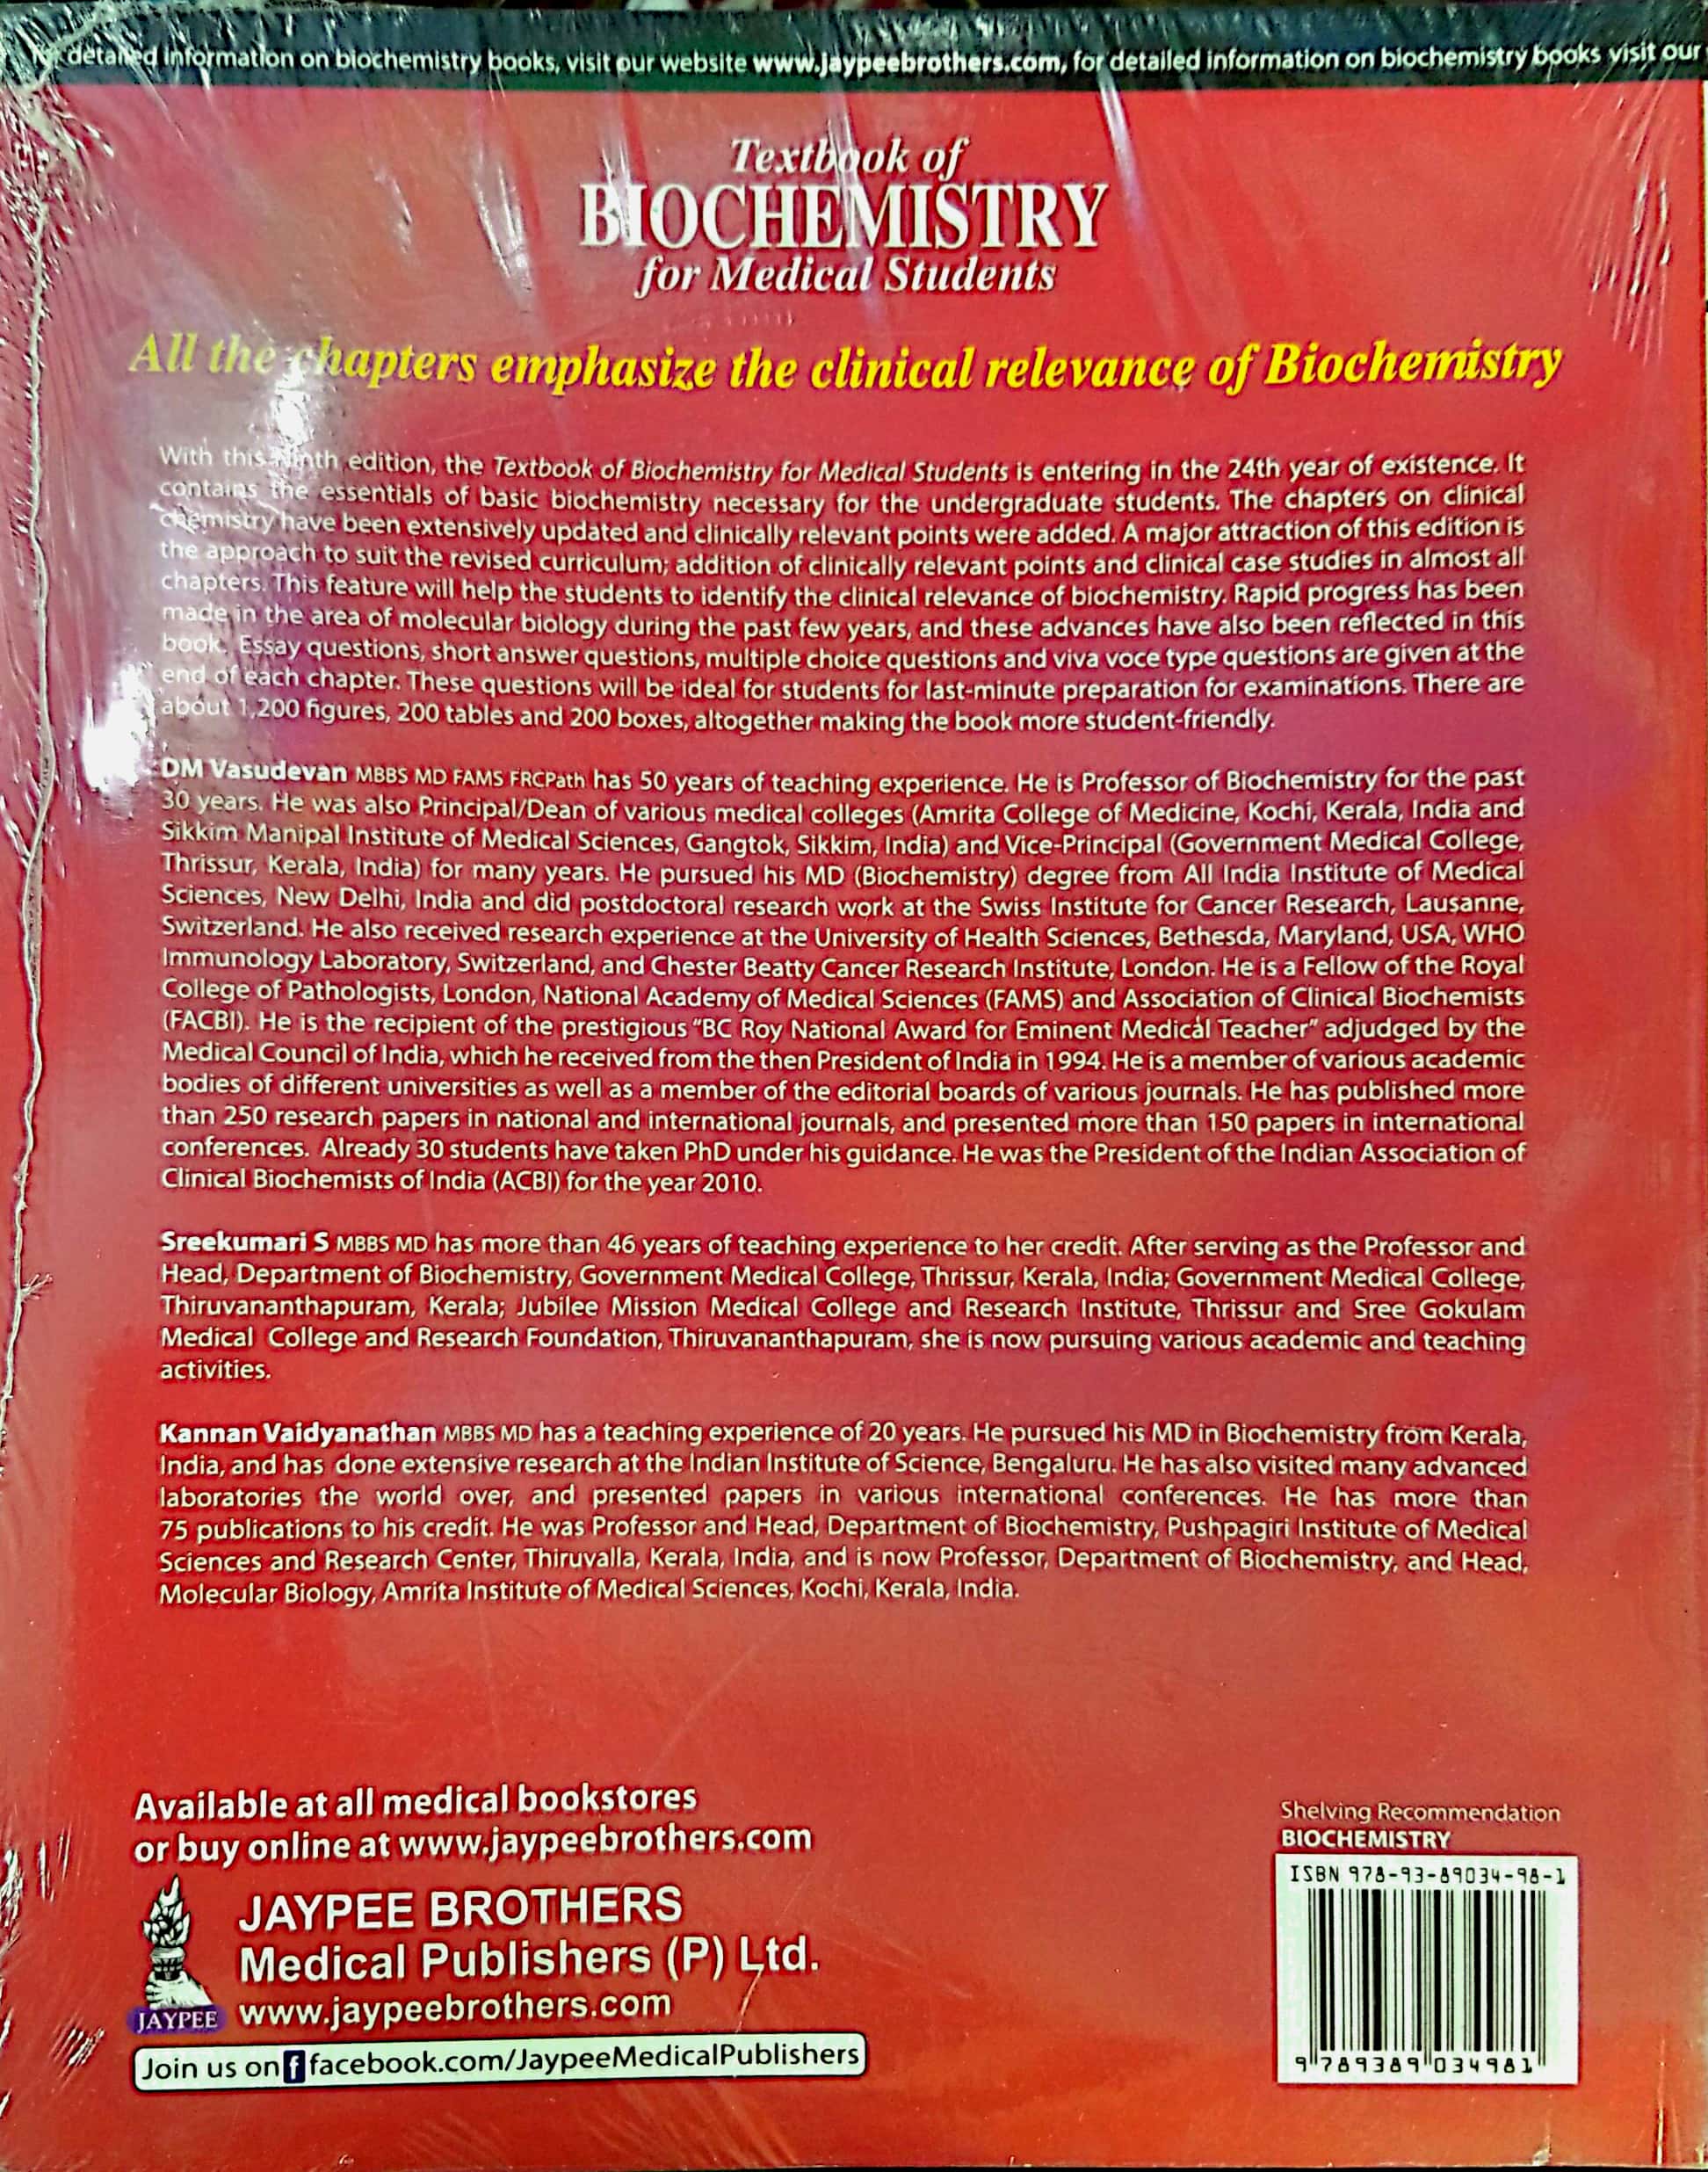 detailed information on biochemistry books, visit our website www.jaypeebrothers.com, for detailed information on biochemistry books visit our
Textbook of
BIOCHEMISTRY
for Medical Students
All the chapters emphasize the clinical relevance of Biochemistry
With this Ninth edition, the Textbook of Biochemistry for Medical Students is entering in the 24th year of existence. It
contains the essentials of basic biochemistry necessary for the undergraduate students. The chapters on clinical
chemistry have been extensively updated and clinically relevant points were added. A major attraction of this edition is
the approach to suit the revised curriculum; addition of clinically relevant points and clinical case studies in almost all
chapters. This feature will help the students to identify the clinical relevance of biochemistry. Rapid progress has been
made in the area of molecular biology during the past few years, and these advances have also been reflected in this
book. Essay questions, short answer questions, multiple choice questions and viva voce type questions are given at the
end of each chapter. These questions will be ideal for students for last-minute preparation for examinations. There are
about 1,200 figures, 200 tables and 200 boxes, altogether making the book more student-friendly.
DM Vasudevan MBBS MD FAMS FRCPath has 50 years of teaching experience. He is Professor of Biochemistry for the past
30 years. He was also Principal/Dean of various medical colleges (Amrita College of Medicine, Kochi, Kerala, India and
Sikkim Manipal Institute of Medical Sciences, Gangtok, Sikkim, India) and Vice-Principal (Government Medical College,
Thrissur, Kerala, India) for many years. He pursued his MD (Biochemistry) degree from All India Institute of Medical
Sciences, New Delhi, India and did postdoctoral research work at the Swiss Institute for Cancer Research, Lausanne,
Switzerland. He also received research experience at the University of Health Sciences, Bethesda, Maryland, USA, WHO
Immunology Laboratory, Switzerland, and Chester Beatty Cancer Research Institute, London. He is a Fellow of the Royal
College of Pathologists, London, National Academy of Medical Sciences (FAMS) and Association of Clinical Biochemists
(FACBI). He is the recipient of the prestigious "BC Roy National Award for Eminent Medical Teacher" adjudged by the
Medical Council of India, which he received from the then President of India in 1994. He is a member of various academic
bodies of different universities as well as a member of the editorial boards of various journals. He has published more
than 250 research papers in national and international journals, and presented more than 150 papers in international
conferences. Already 30 students have taken PhD under his guidance. He was the President of the Indian Association of
Clinical Biochemists of India (ACBI) for the year 2010.
Sreekumari S MBBS MD has more than 46 years of teaching experience to her credit. After serving as the Professor and
Head, Department of Biochemistry, Government Medical College, Thrissur, Kerala, India; Government Medical College,
Thiruvananthapuram, Kerala; Jubilee Mission Medical College and Research Institute, Thrissur and Sree Gokulam
Medical College and Research Foundation, Thiruvananthapuram, she is now pursuing various academic and teaching
activities.
Kannan Vaidyanathan MBBS MD has a teaching experience of 20 years. He pursued his MD in Biochemistry from Kerala,
India, and has done extensive research at the Indian Institute of Science, Bengaluru. He has also visited many advanced
laboratories the world over, and presented papers in various international conferences. He has more than
75 publications to his credit. He was Professor and Head, Department of Biochemistry, Pushpagiri Institute of Medical
Sciences and Research Center, Thiruvalla, Kerala, India, and is now Professor, Department of Biochemistry, and Head,
Molecular Biology, Amrita Institute of Medical Sciences, Kochi, Kerala, India.
Available at all medical bookstores
or buy online at www.jaypeebrothers.com
JAYPEE BROTHERS
Medical Publishers (P) Ltd.
www.jaypeebrothers.com
JAYPEE
Join us on f facebook.com/JaypeeMedicalPublishers
Shelving Recommendation
BIOCHEMISTRY
ISBN 978-93-89034-98-1
9 789389 034981